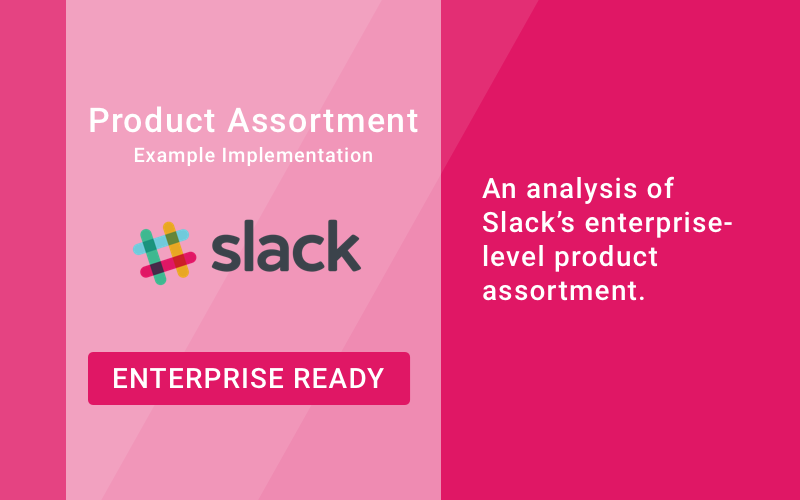 Product Assortment
Example Implementation
slack
ENTERPRISE READY
An analysis of
Slack’s enterprise-
level product
assortment.